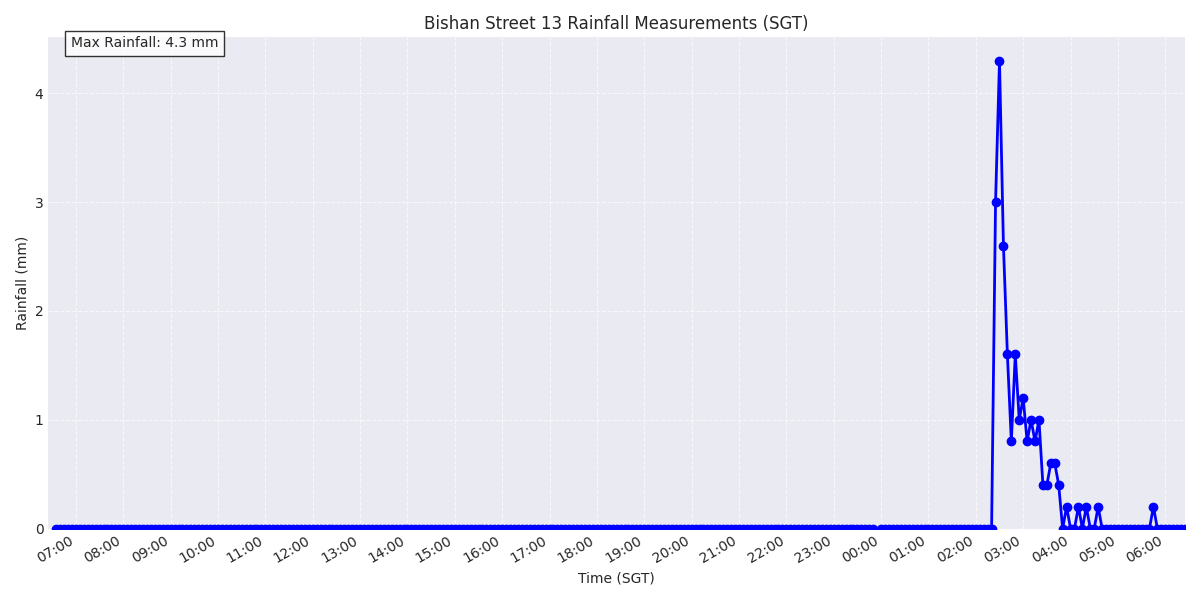 Bishan Street 13 Rainfall Measurements (SGT)
Max Rainfall: 4.3 mm
Rainfall (mm)
4
3
2
1
0
07:00 08:00 09:00 10:00 11:00 12:00 13:00 14:00 15:00 16:00 17:00 18:00 19:00 20:00 21:00 22:00 23:00 00:00 01:00 02:00 03:00 04:00 05:00 06:00
Time (SGT)